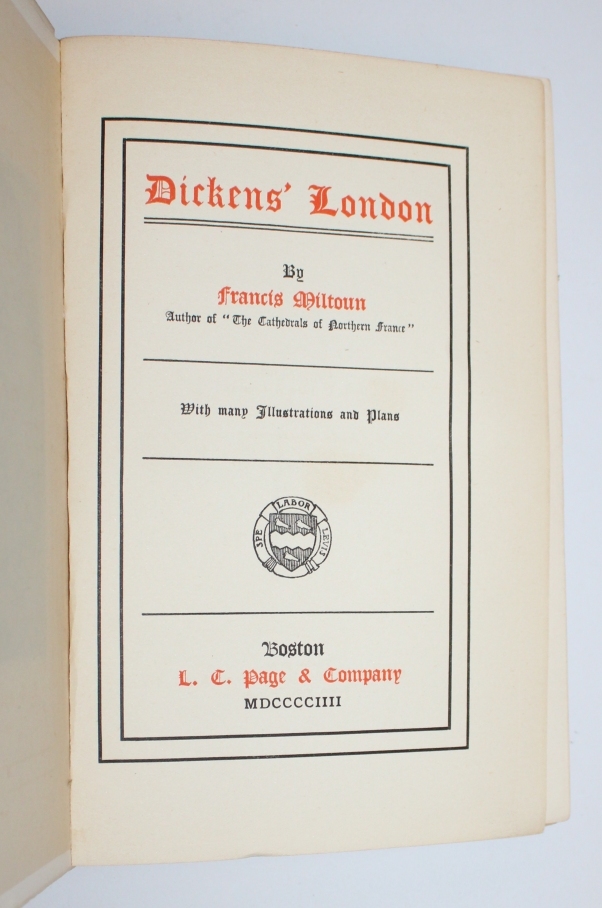 Dickens' London
By
Francis Miltoun
Author of "The Cathedrals of Northern France"
With many Illustrations and Plans
SPE LABOR LEVIS
Boston
L. C. Page & Company
MDCCCCIIII